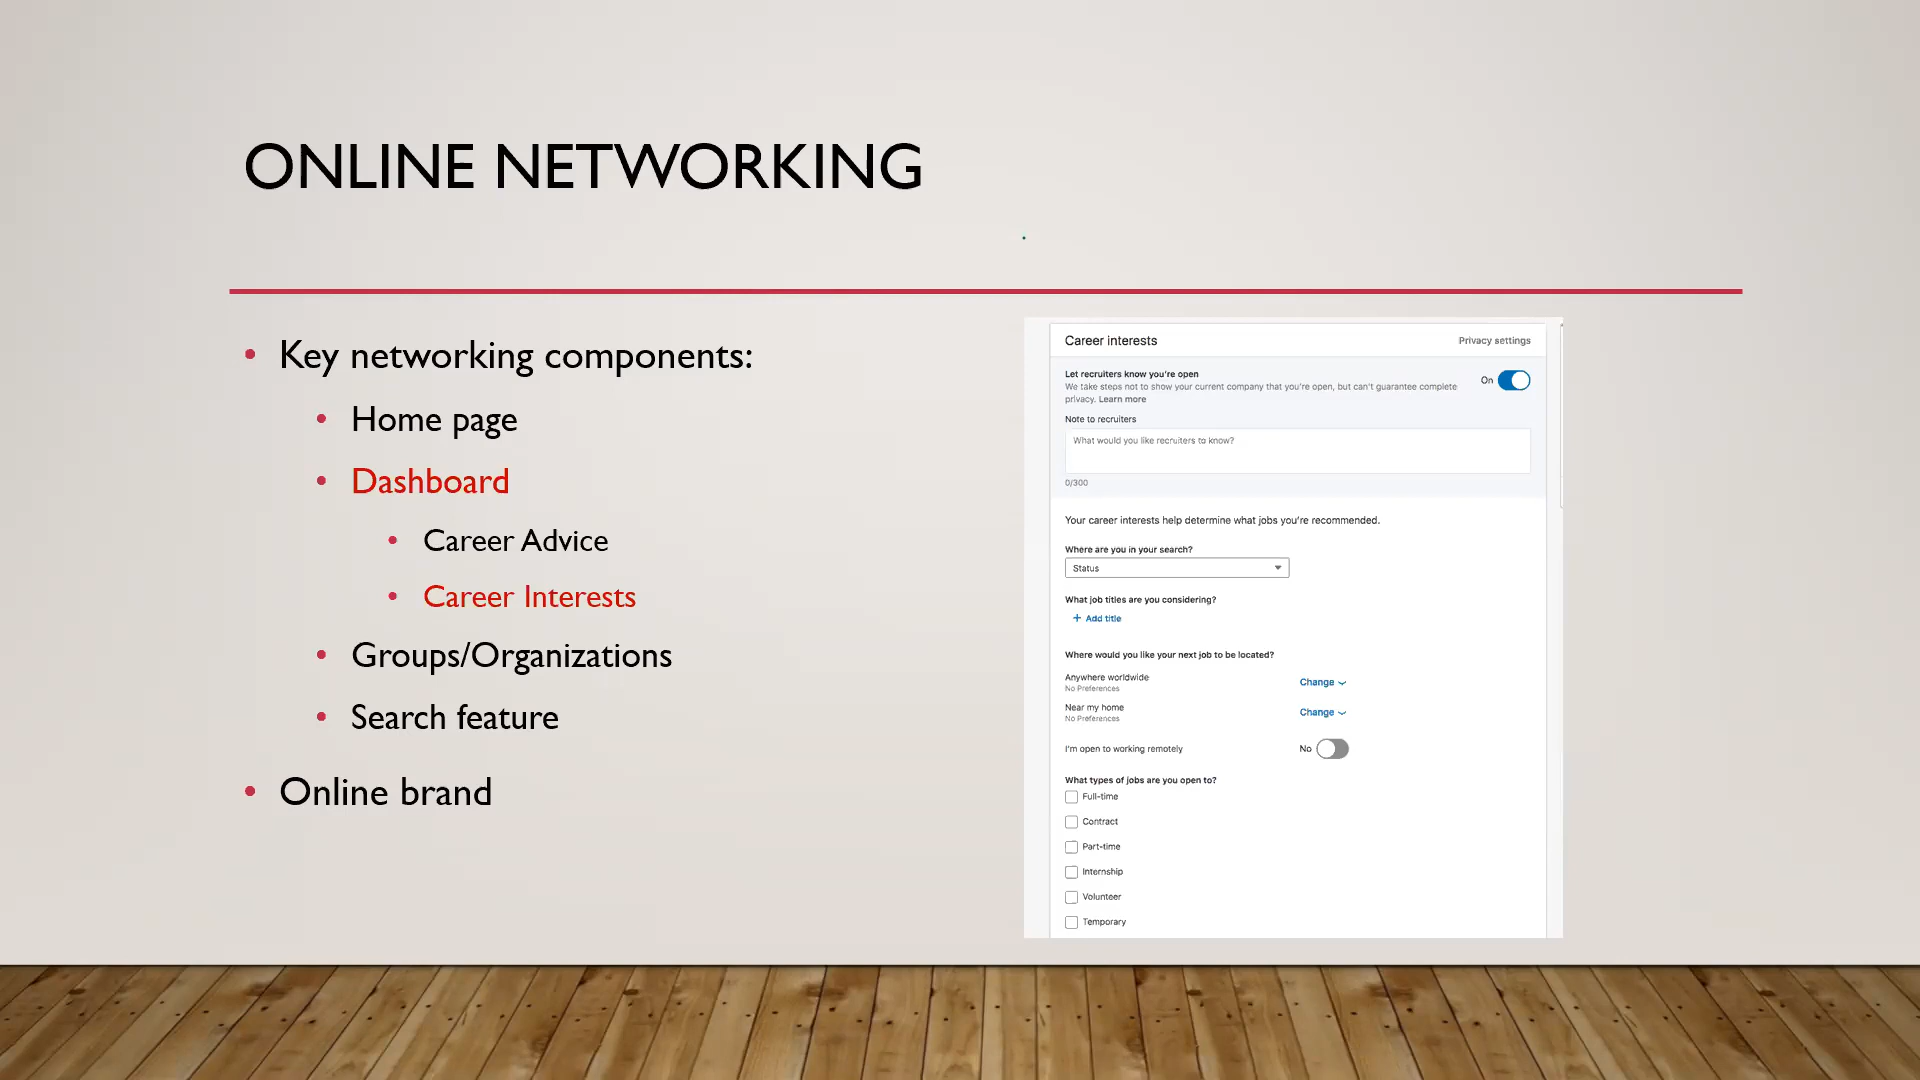 ONLINE NETWORKING
Key networking components:
Home page
Dashboard
Career Advice
Career Interests
Groups/Organizations
Search feature
Online brand
Career interests
Privacy settings
Let recruiters know you're open
We take steps not to show your current company that you're open, but can't guarantee complete
privacy. Learn more
On
Note to recruiters
What would you like recruiters to know?
0/300
Your career interests help determine what jobs you're recommended.
Where are you in your search?
Status
What job titles are you considering?
+ Add title
Where would you like your next job to be located?
Anywhere worldwide
No Preferences
Change
Near my home
No Preferences
Change
I'm open to working remotely
No
What types of jobs are you open to?
Full-time
Contract
Part-time
Internship
Volunteer
Temporary